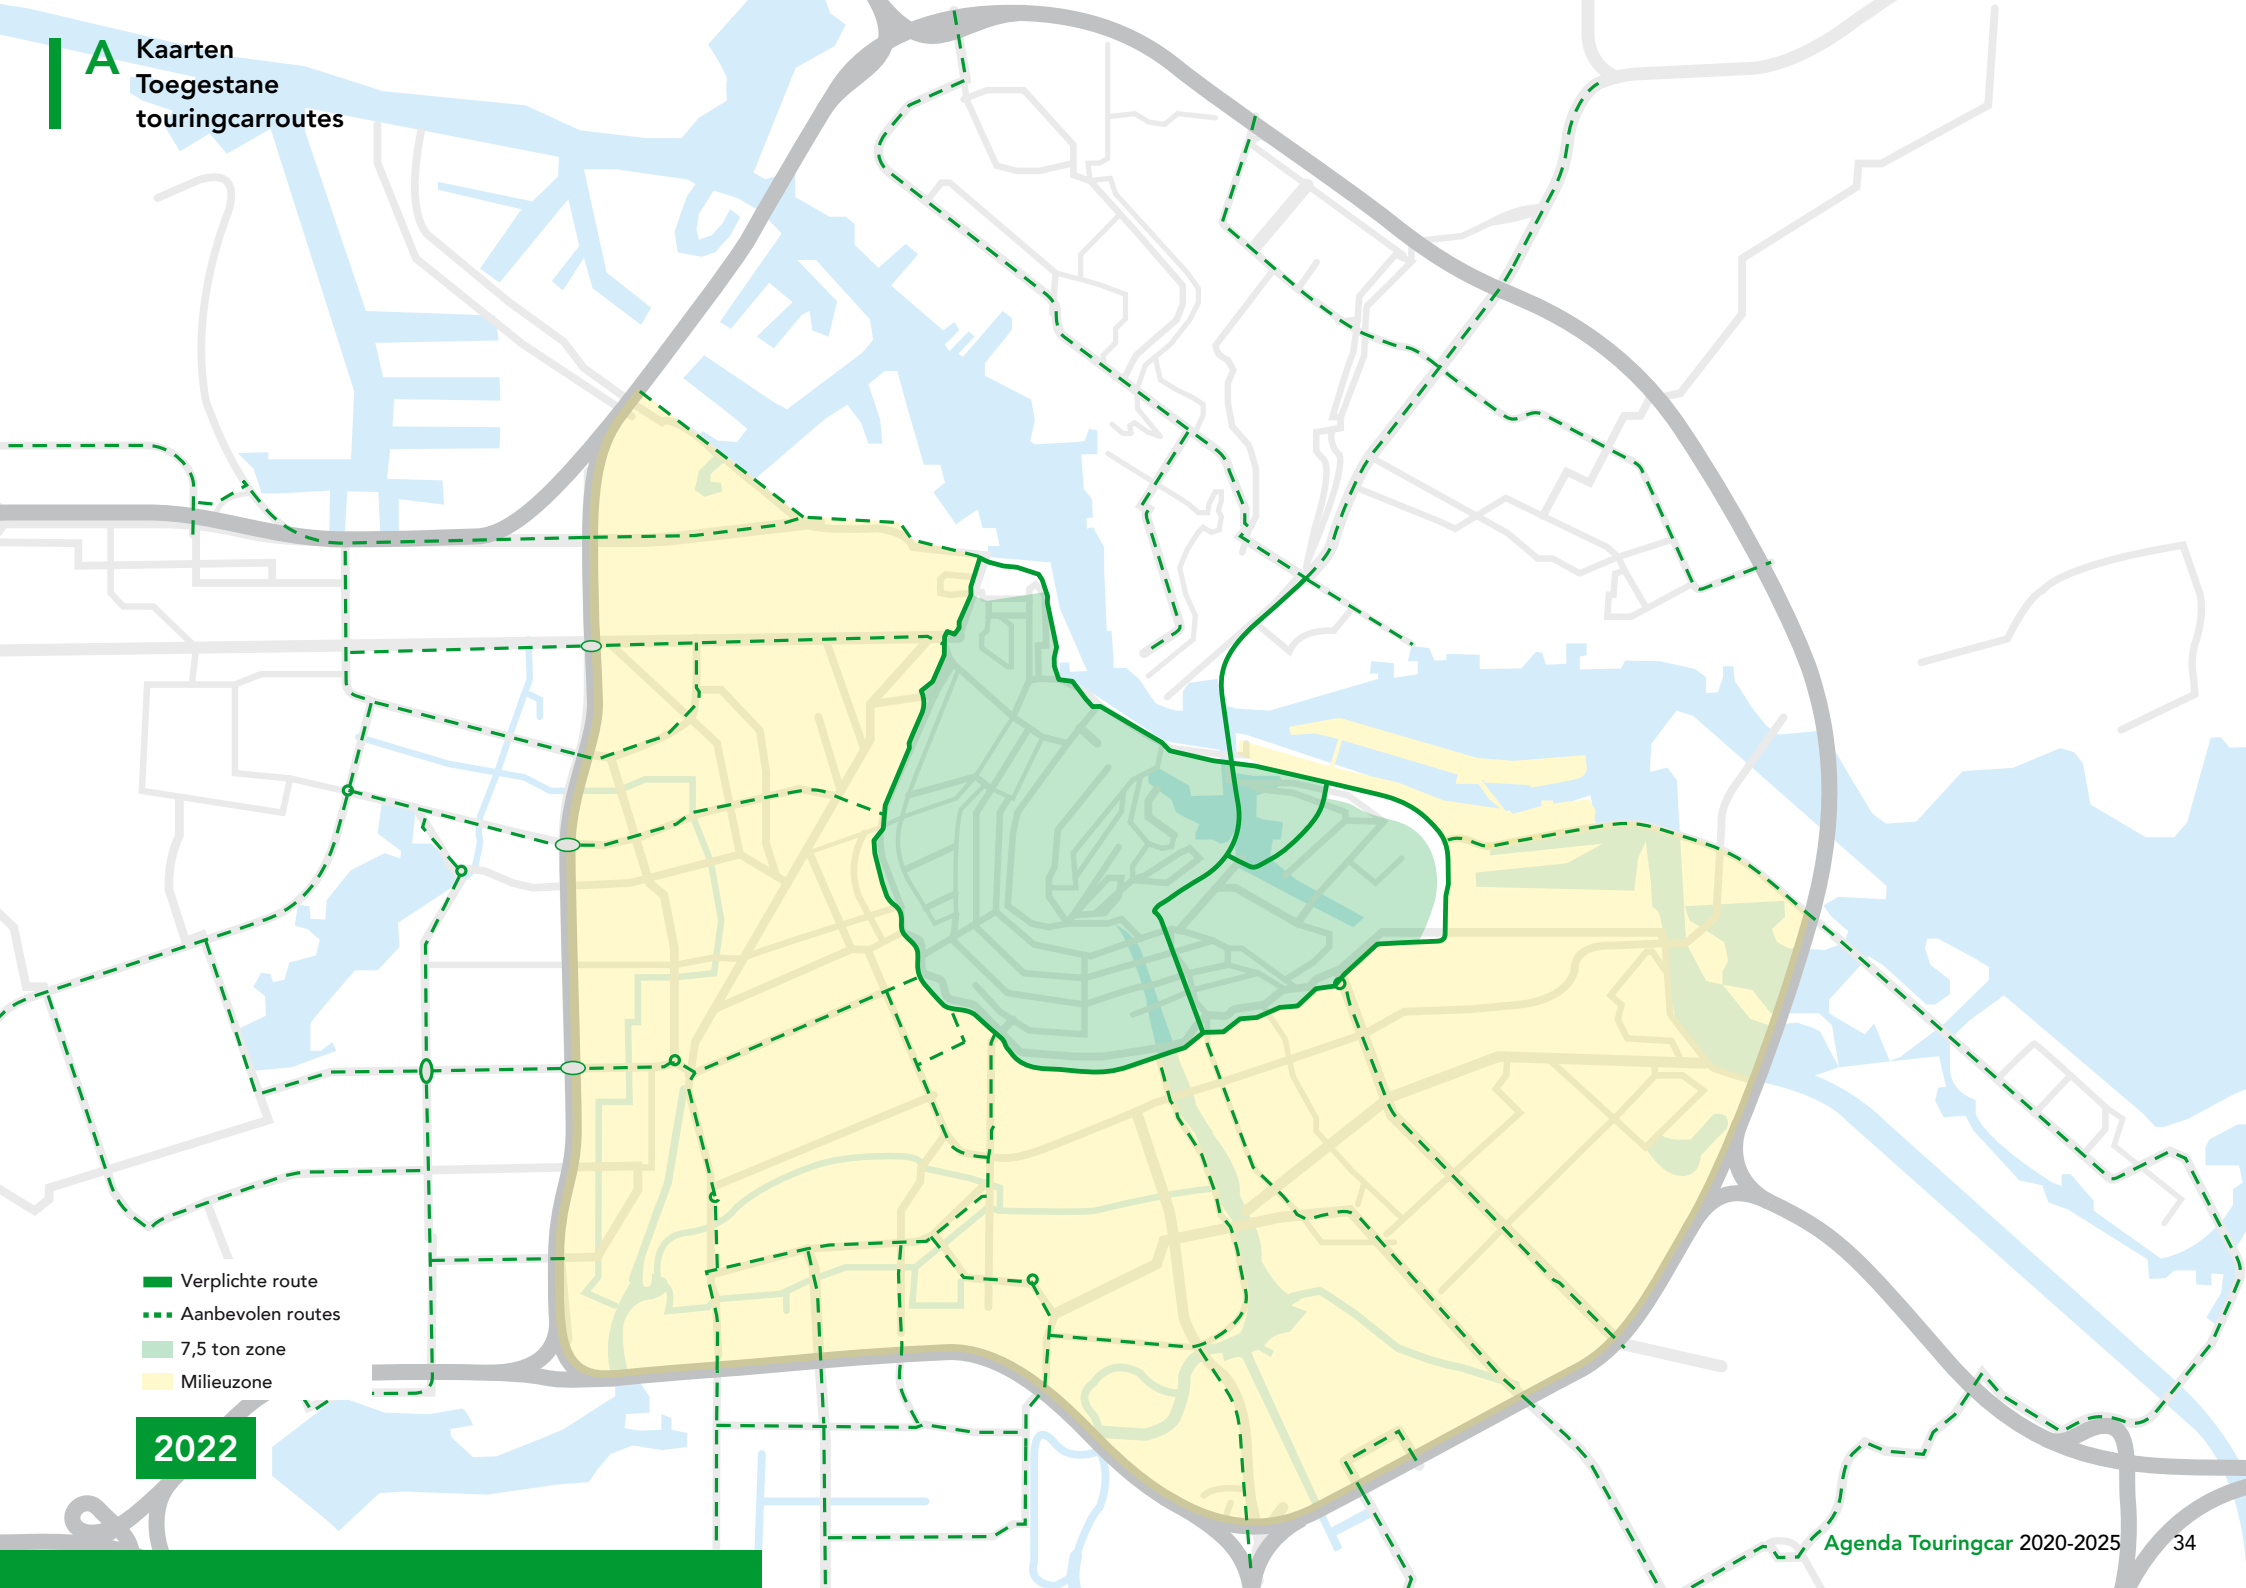 A
Kaarten
Toegestane
touringcarroutes
Verplichte route
Aanbevolen routes
7,5 ton zone
Milieuzone
2022
Agenda Touringcar 2020-2025
34